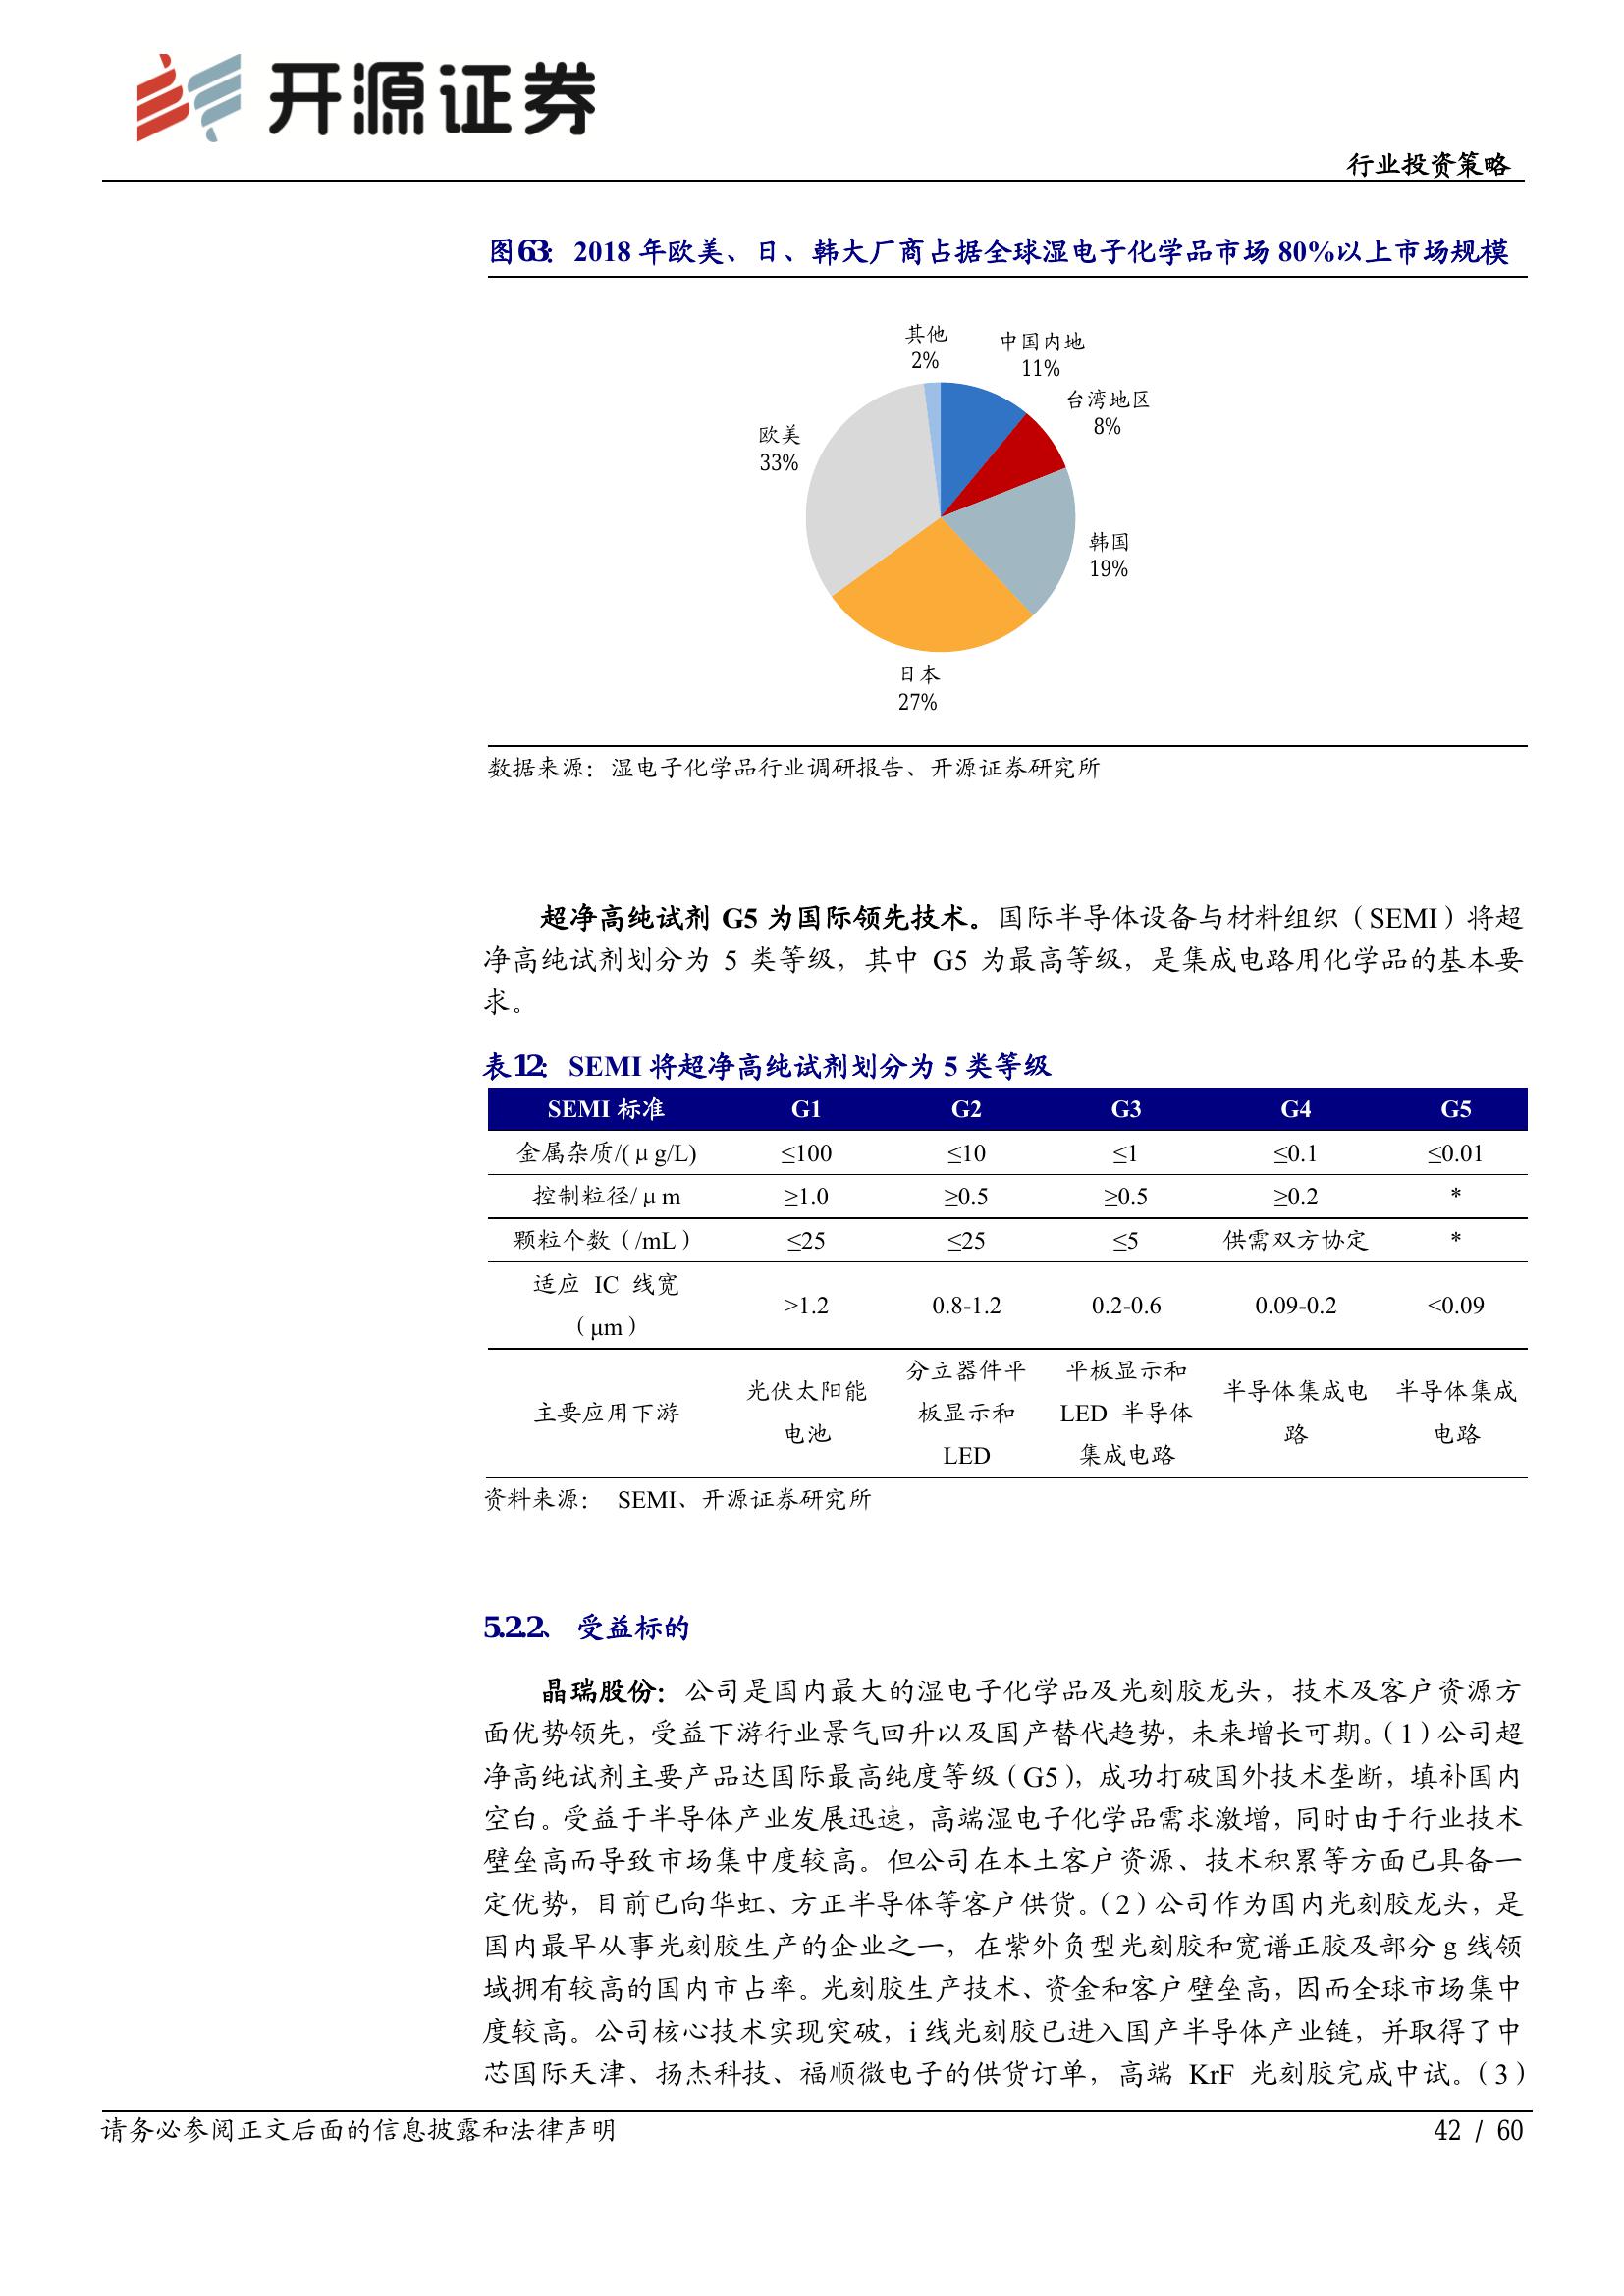 开源证券
行业投资策略
图63： 2018 年欧美、日、韩大厂商占据全球湿电子化学品市场 80%以上市场规模
其他
2%
中国内地
11%
台湾地区
8%
欧美
33%
韩国
19%
日本
27%
数据来源：湿电子化学品行业调研报告、开源证券研究所
超净高纯试剂 G5 为国际领先技术。国际半导体设备与材料组织（SEMI）将超
净高纯试剂划分为 5 类等级，其中 G5 为最高等级，是集成电路用化学品的基本要
求。
表12： SEMI 将超净高纯试剂划分为 5 类等级
SEMI 标准 G1 G2 G3 G4 G5
金属杂质/(μg/L) ≤100 ≤10 ≤1 ≤0.1 ≤0.01
控制粒径/μm ≥1.0 ≥0.5 ≥0.5 ≥0.2 *
颗粒个数（/mL） ≤25 ≤25 ≤5 供需双方协定 *
适应 IC 线宽
（μm）
>1.2 0.8-1.2 0.2-0.6 0.09-0.2 <0.09
主要应用下游
光伏太阳能
电池
分立器件平
板显示和
LED
平板显示和
LED 半导体
集成电路
半导体集成电
路
半导体集成
电路
资料来源： SEMI、开源证券研究所
5.2.2、 受益标的
晶瑞股份：公司是国内最大的湿电子化学品及光刻胶龙头，技术及客户资源方
面优势领先，受益下游行业景气回升以及国产替代趋势，未来增长可期。（1）公司超
净高纯试剂主要产品达国际最高纯度等级（G5），成功打破国外技术垄断，填补国内
空白。受益于半导体产业发展迅速，高端湿电子化学品需求激增，同时由于行业技术
壁垒高而导致市场集中度较高。但公司在本土客户资源、技术积累等方面已具备一
定优势，目前已向华虹、方正半导体等客户供货。（2）公司作为国内光刻胶龙头，是
国内最早从事光刻胶生产的企业之一，在紫外负型光刻胶和宽谱正胶及部分 g 线领
域拥有较高的国内市占率。光刻胶生产技术、资金和客户壁垒高，因而全球市场集中
度较高。公司核心技术实现突破，i 线光刻胶已进入国产半导体产业链，并取得了中
芯国际天津、扬杰科技、福顺微电子的供货订单，高端 KrF 光刻胶完成中试。（3）
请务必参阅正文后面的信息披露和法律声明
42 / 60